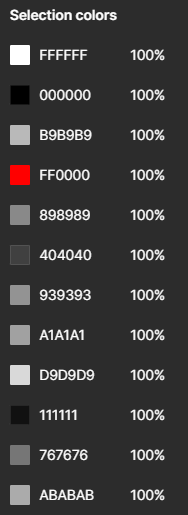 Selection colors
FFFFFF 100%
000000 100%
B9B9B9 100%
FF0000 100%
898989 100%
404040 100%
939393 100%
A1A1A1 100%
D9D9D9 100%
111111 100%
767676 100%
ABABAB 100%